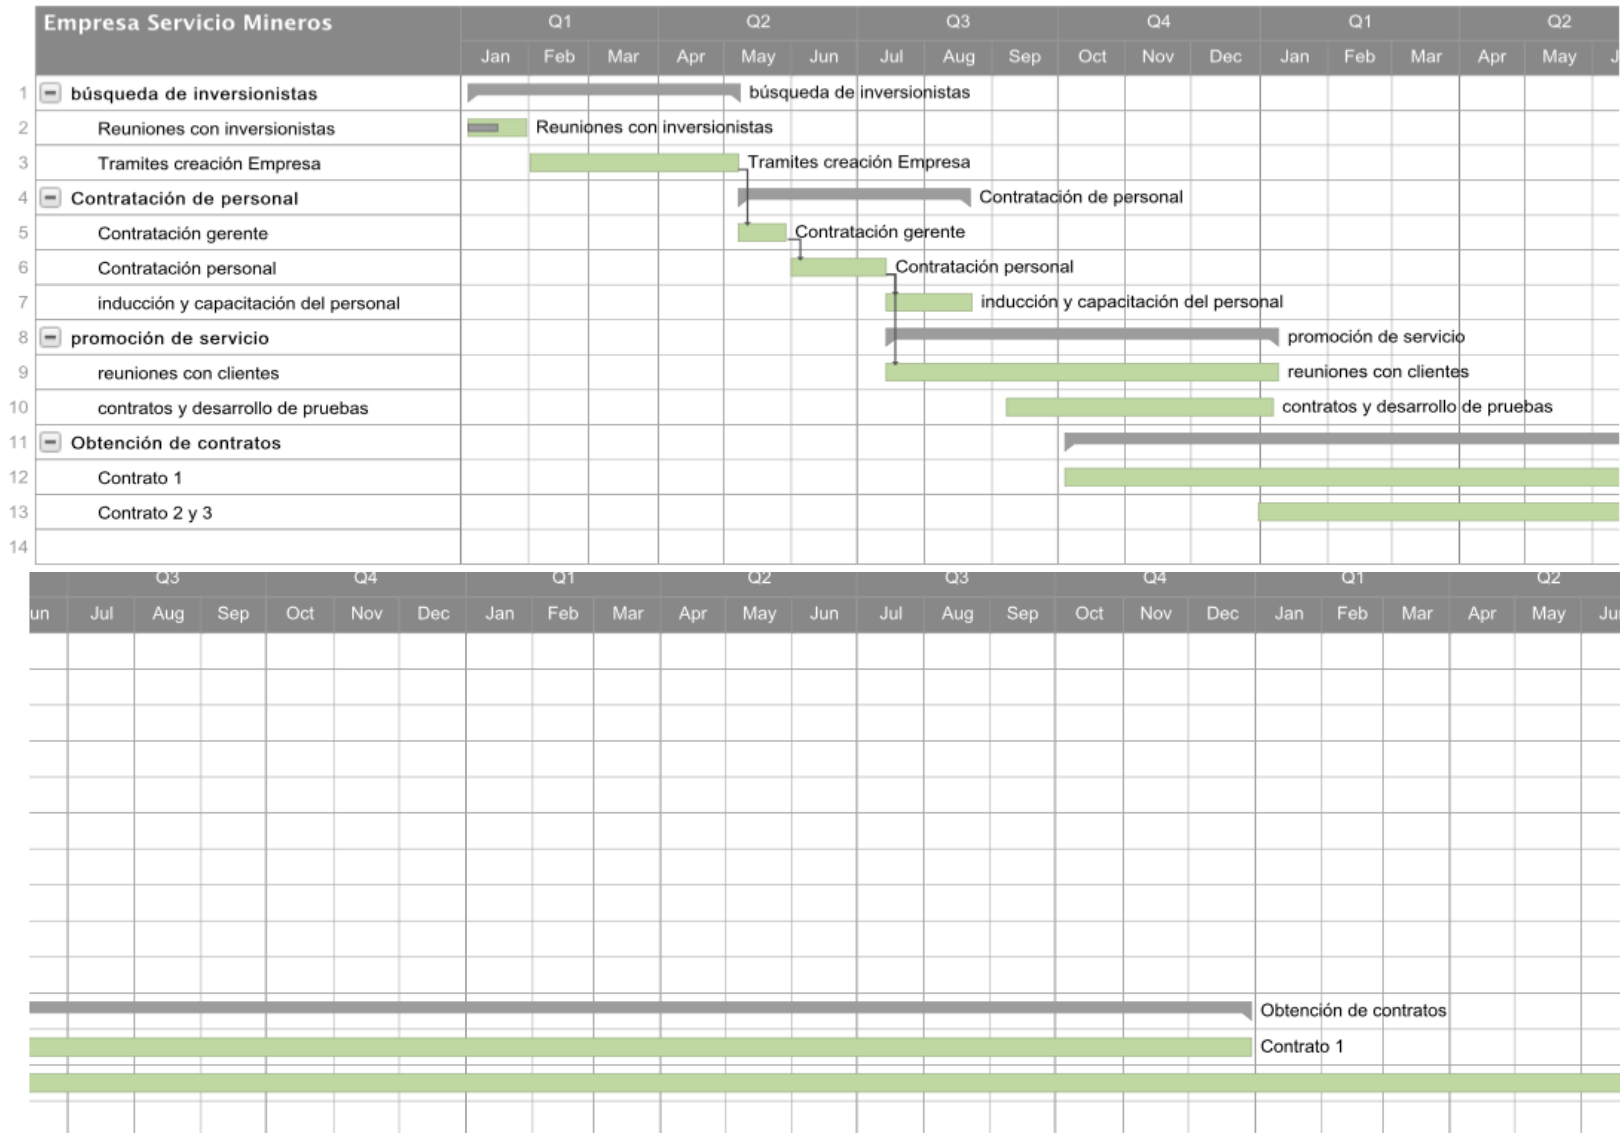 Empresa Servicio Mineros
Q1 Q2 Q3 Q4 Q1 Q2
Jan Feb Mar Apr May Jun Jul Aug Sep Oct Nov Dec Jan Feb Mar Apr May J
1 búsqueda de inversionistas búsqueda de inversionistas
2 Reuniones con inversionistas Reuniones con inversionistas
3 Tramites creación Empresa Tramites creación Empresa
4 Contratación de personal Contratación de personal
5 Contratación gerente Contratación gerente
6 Contratación personal Contratación personal
7 inducción y capacitación del personal inducción y capacitación del personal
8 promoción de servicio promoción de servicio
9 reuniones con clientes reuniones con clientes
10 contratos y desarrollo de pruebas contratos y desarrollo de pruebas
11 Obtención de contratos
12 Contrato 1
13 Contrato 2 y 3
14
Q3 Q4 Q1 Q2 Q3 Q4 Q1 Q2
un Jul Aug Sep Oct Nov Dec Jan Feb Mar Apr May Jun Jul Aug Sep Oct Nov Dec Jan Feb Mar Apr May Ju
Obtención de contratos
Contrato 1